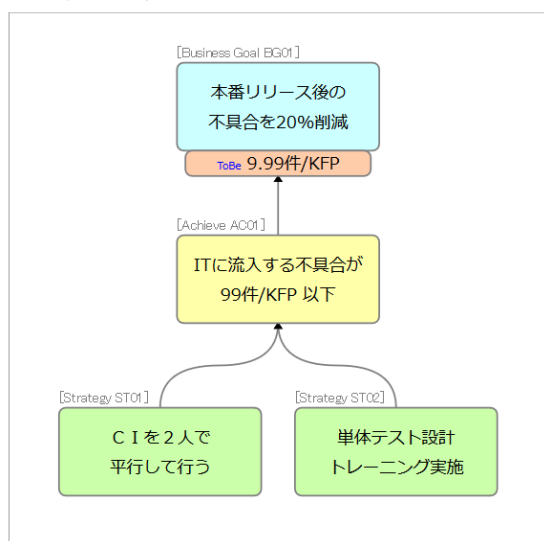 [Business Goal BG01]
本番リリース後の
不具合を20%削減
ToBe 9.99件/KFP
[Achieve AC01]
ITに流入する不具合が
99件/KFP 以下
[Strategy ST01]
ＣＩを２人で
平行して行う
[Strategy ST02]
単体テスト設計
トレーニング実施